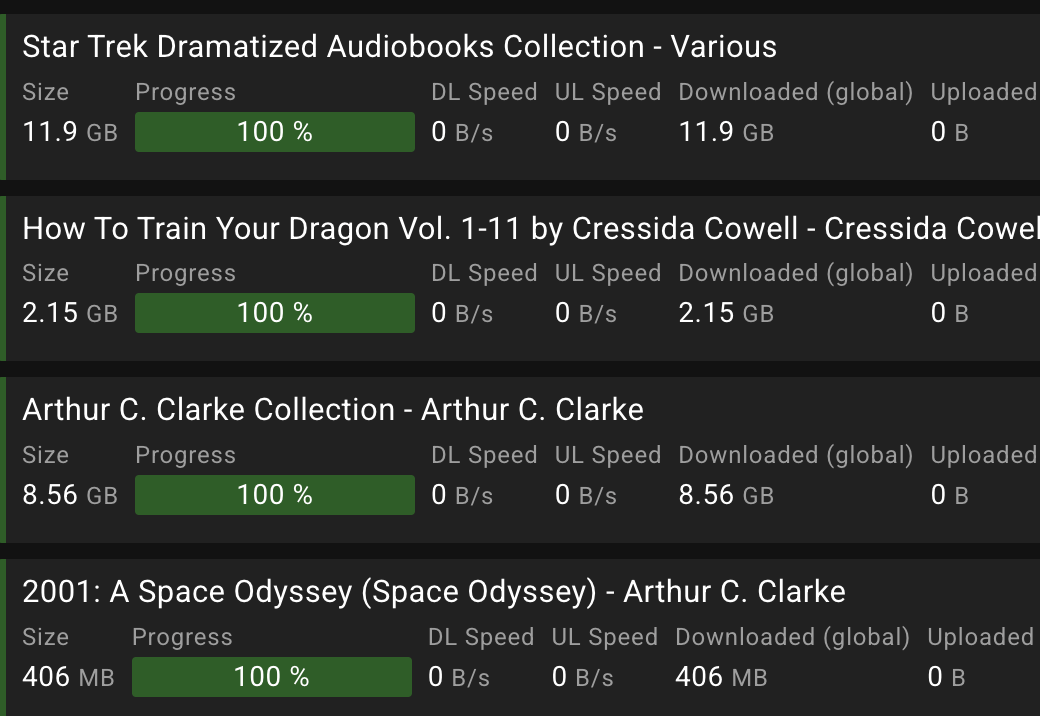 Star Trek Dramatized Audiobooks Collection - Various
Size Progress DL Speed UL Speed Downloaded (global) Uploaded
11.9 GB 100 % 0 B/s 0 B/s 11.9 GB 0 B
How To Train Your Dragon Vol. 1-11 by Cressida Cowell - Cressida Cowel
Size Progress DL Speed UL Speed Downloaded (global) Uploaded
2.15 GB 100 % 0 B/s 0 B/s 2.15 GB 0 B
Arthur C. Clarke Collection - Arthur C. Clarke
Size Progress DL Speed UL Speed Downloaded (global) Uploaded
8.56 GB 100 % 0 B/s 0 B/s 8.56 GB 0 B
2001: A Space Odyssey (Space Odyssey) - Arthur C. Clarke
Size Progress DL Speed UL Speed Downloaded (global) Uploaded
406 MB 100 % 0 B/s 0 B/s 406 MB 0 B